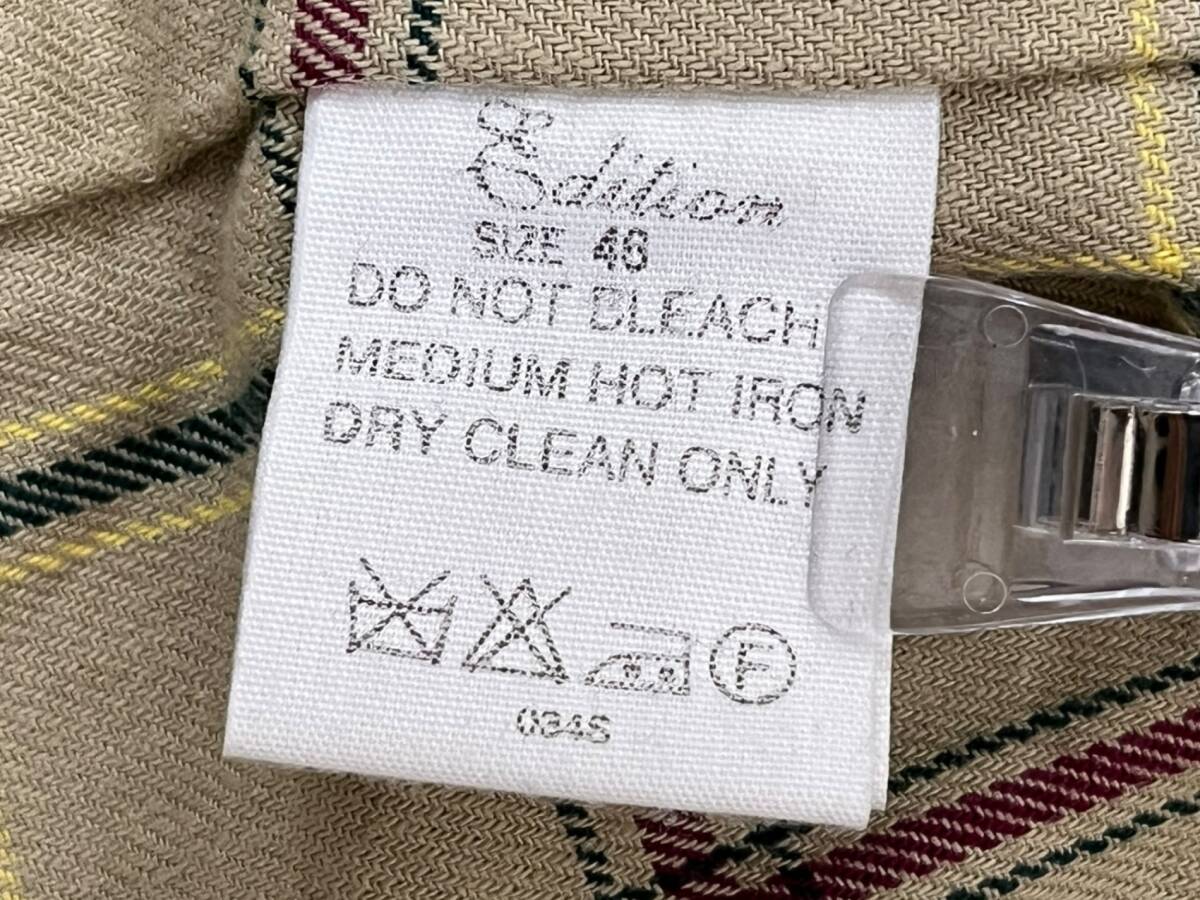 Edition
SIZE 46
DO NOT BLEACH
MEDIUM HOT IRON
DRY CLEAN ONLY
F
034S